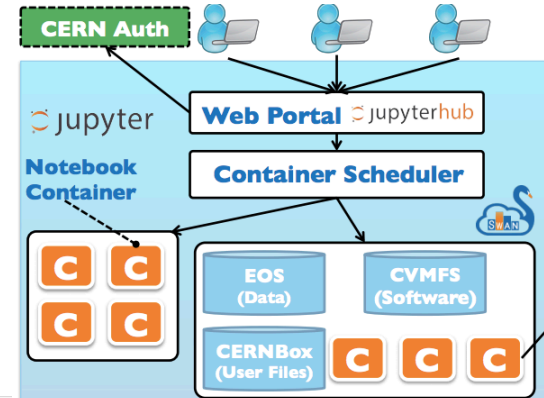 CERN Auth
Web Portal jupyterhub
jupyter
Notebook
Container
Container Scheduler
SWAN
C C
C C
EOS
(Data)
CVMFS
(Software)
CERNBox
(User Files)
C C C